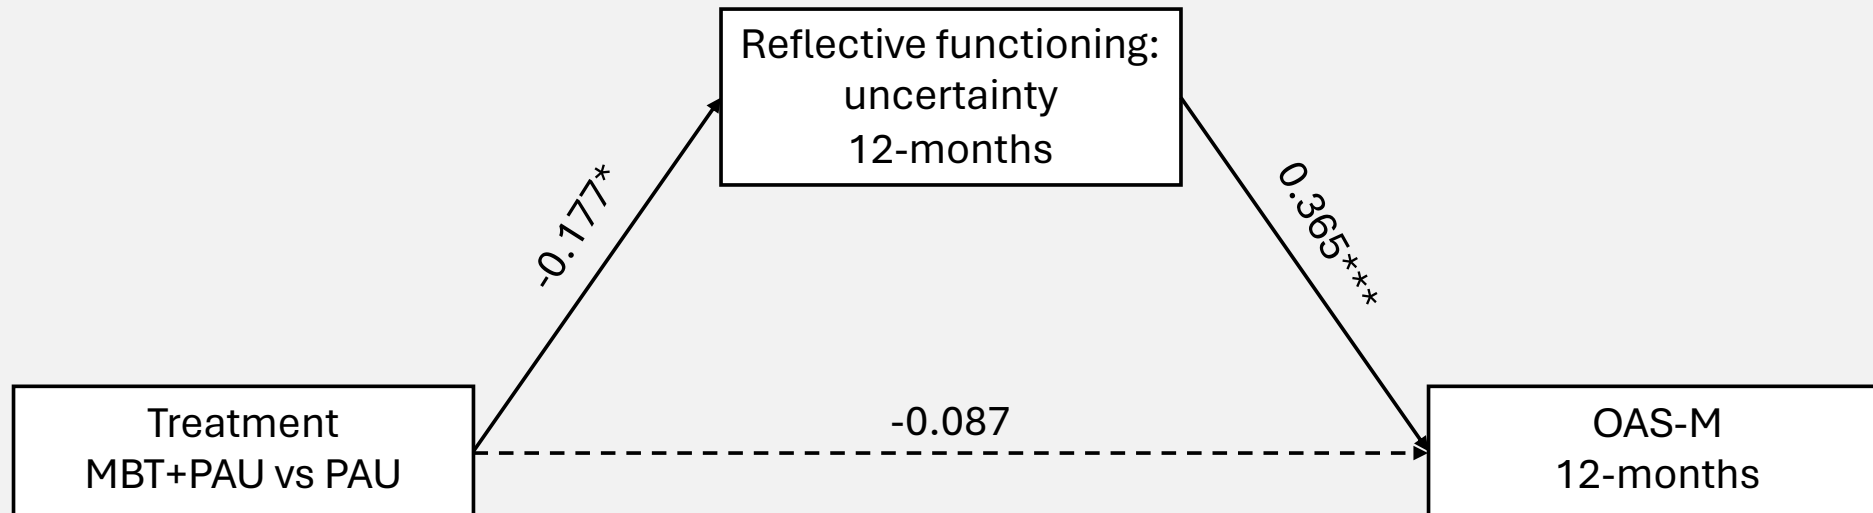 Reflective functioning:
uncertainty
12-months
-0.177*
0.365***
-0.087
Treatment
MBT+PAU vs PAU
OAS-M
12-months